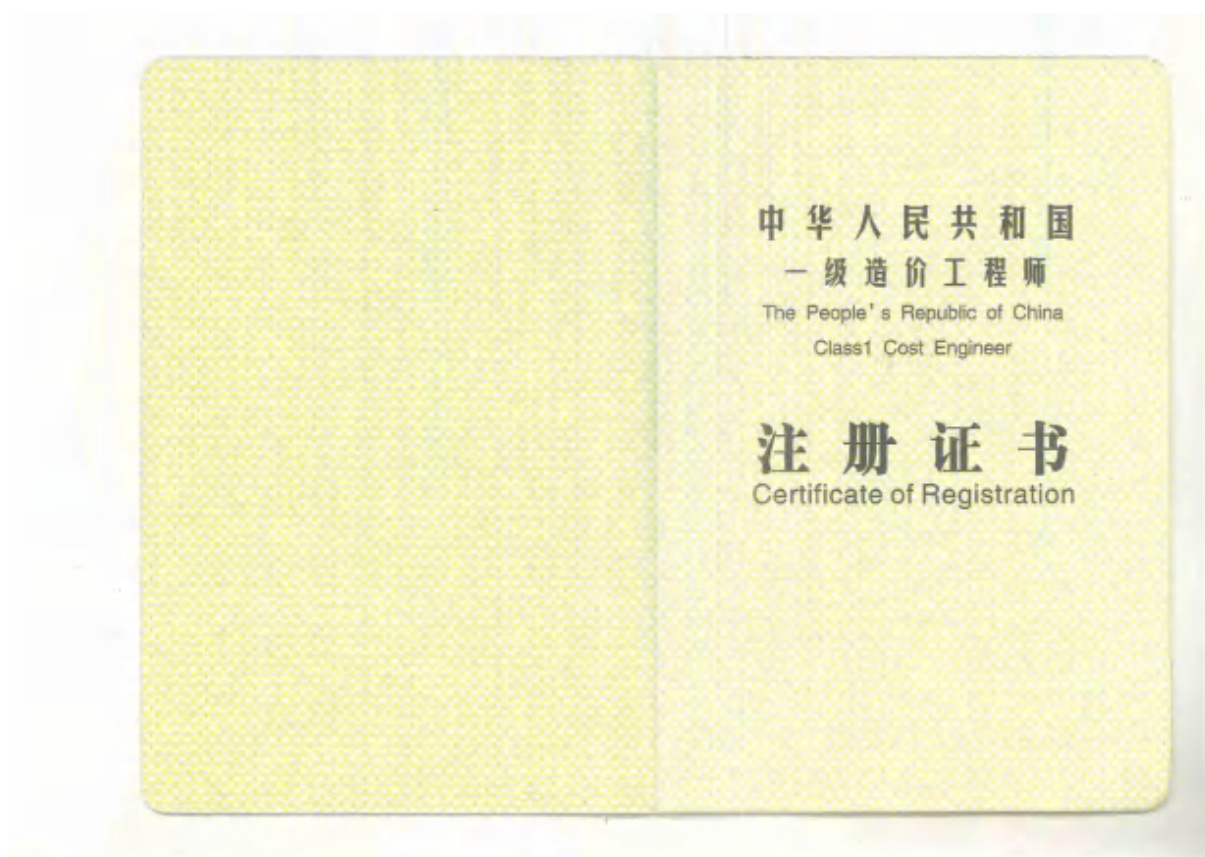 中华人民共和国
一级造价工程师
The People's Republic of China
Class1 Cost Engineer
注册证书
Certificate of Registration